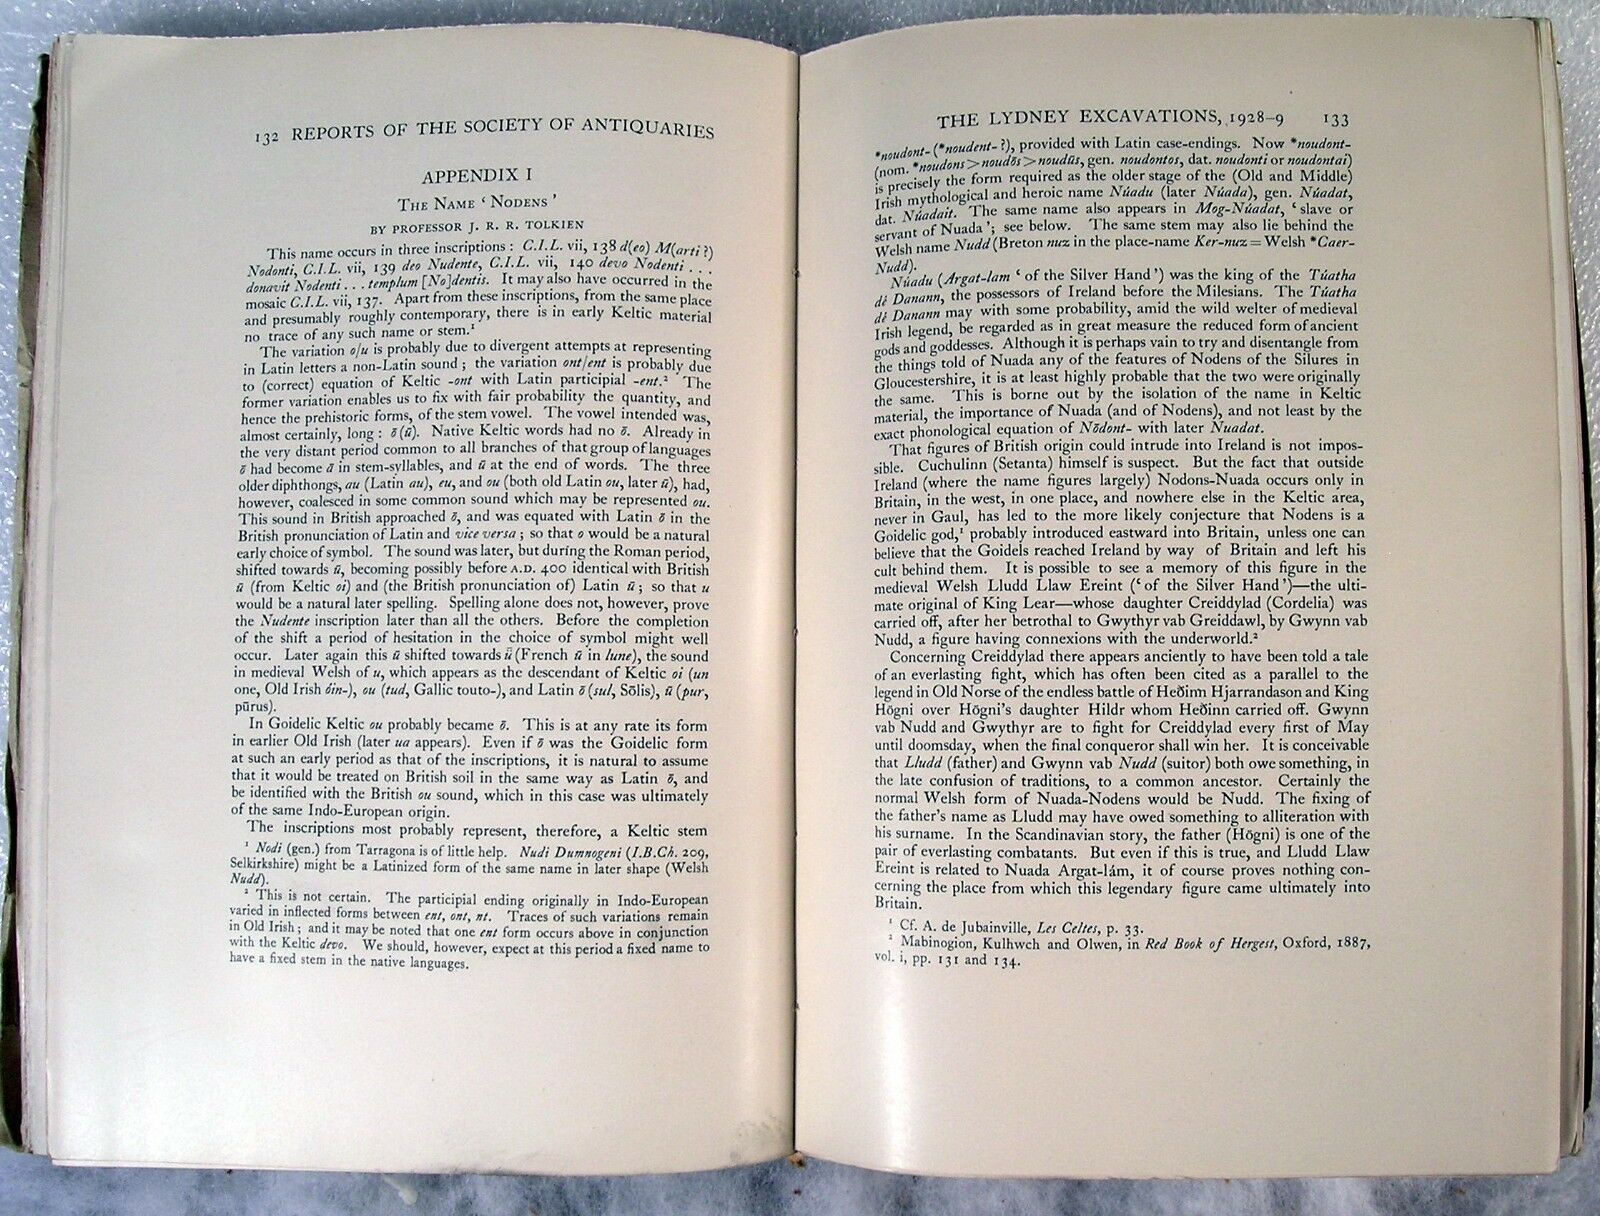 132 REPORTS OF THE SOCIETY OF ANTIQUARIES
APPENDIX I
THE NAME ‘NODENS’
BY PROFESSOR J. R. R. TOLKIEN
This name occurs in three inscriptions : C.I.L. vii, 138 d(eo) M(arti ?)
Nodonti, C.I.L. vii, 139 deo Nudente, C.I.L. vii, 140 devo Nodenti . . .
donavit Nodenti . . . templum [No]dentis. It may also have occurred in the
mosaic C.I.L. vii, 137. Apart from these inscriptions, from the same place
and presumably roughly contemporary, there is in early Keltic material
no trace of any such name or stem.¹
The variation o/u is probably due to divergent attempts at representing
in Latin letters a non-Latin sound ; the variation ont/ent is probably due
to (correct) equation of Keltic -ont with Latin participial -ent.² The
former variation enables us to fix with fair probability the quantity, and
hence the prehistoric forms, of the stem vowel. The vowel intended was,
almost certainly, long : ō (ū). Native Keltic words had no ō. Already in
the very distant period common to all branches of that group of languages
ō had become ā in stem-syllables, and ū at the end of words. The three
older diphthongs, au (Latin au), eu, and ou (both old Latin ou, later ū), had,
however, coalesced in some common sound which may be represented ou.
This sound in British approached ō, and was equated with Latin ō in the
British pronunciation of Latin and vice versa ; so that o would be a natural
early choice of symbol. The sound was later, but during the Roman period,
shifted towards ū, becoming possibly before A.D. 400 identical with British
ū (from Keltic oi) and (the British pronunciation of) Latin ū ; so that u
would be a natural later spelling. Spelling alone does not, however, prove
the Nudente inscription later than all the others. Before the completion
of the shift a period of hesitation in the choice of symbol might well
occur. Later again this ū shifted towards ǖ (French ū in lune), the sound
in medieval Welsh of u, which appears as the descendant of Keltic oi (un
one, Old Irish óin-), ou (tud, Gallic touto-), and Latin ō (sul, Sōlis), ū (pur,
pūrus).
In Goidelic Keltic ou probably became ō. This is at any rate its form
in earlier Old Irish (later ua appears). Even if ō was the Goidelic form
at such an early period as that of the inscriptions, it is natural to assume
that it would be treated on British soil in the same way as Latin ō, and
be identified with the British ou sound, which in this case was ultimately
of the same Indo-European origin.
The inscriptions most probably represent, therefore, a Keltic stem
¹ Nodi (gen.) from Tarragona is of little help. Nudi Dumnogeni (I.B.Ch. 209,
Selkirkshire) might be a Latinized form of the same name in later shape (Welsh
Nudd).
² This is not certain. The participial ending originally in Indo-European
varied in inflected forms between ent, ont, nt. Traces of such variations remain
in Old Irish ; and it may be noted that one ent form occurs above in conjunction
with the Keltic devo. We should, however, expect at this period a fixed name to
have a fixed stem in the native languages.
THE LYDNEY EXCAVATIONS, 1928-9 133
*noudont- (*noudent- ?), provided with Latin case-endings. Now *noudont-
(nom. *noudons > noudōs > noudūs, gen. noudontos, dat. noudonti or noudontai)
is precisely the form required as the older stage of the (Old and Middle)
Irish mythological and heroic name Núadu (later Núada), gen. Núadat,
dat. Núadait. The same name also appears in Mog-Núadat, ‘ slave or
servant of Nuada ’ ; see below. The same stem may also lie behind the
Welsh name Nudd (Breton nuz in the place-name Ker-nuz = Welsh *Caer-
Nudd).
Núadu (Argat-lam ‘ of the Silver Hand ’) was the king of the Túatha
dé Danann, the possessors of Ireland before the Milesians. The Túatha
dé Danann may with some probability, amid the wild welter of medieval
Irish legend, be regarded as in great measure the reduced form of ancient
gods and goddesses. Although it is perhaps vain to try and disentangle from
the things told of Nuada any of the features of Nodens of the Silures in
Gloucestershire, it is at least highly probable that the two were originally
the same. This is borne out by the isolation of the name in Keltic
material, the importance of Nuada (and of Nodens), and not least by the
exact phonological equation of Nōdont- with later Nuadat.
That figures of British origin could intrude into Ireland is not impos-
sible. Cuchulinn (Setanta) himself is suspect. But the fact that outside
Ireland (where the name figures largely) Nodons-Nuada occurs only in
Britain, in the west, in one place, and nowhere else in the Keltic area,
never in Gaul, has led to the more likely conjecture that Nodens is a
Goidelic god,¹ probably introduced eastward into Britain, unless one can
believe that the Goidels reached Ireland by way of Britain and left his
cult behind them. It is possible to see a memory of this figure in the
medieval Welsh Lludd Llaw Ereint (‘ of the Silver Hand ’)—the ulti-
mate original of King Lear—whose daughter Creiddylad (Cordelia) was
carried off, after her betrothal to Gwythyr vab Greiddawl, by Gwynn vab
Nudd, a figure having connexions with the underworld.²
Concerning Creiddylad there appears anciently to have been told a tale
of an everlasting fight, which has often been cited as a parallel to the
legend in Old Norse of the endless battle of Heðinn Hjarrandason and King
Högni over Högni’s daughter Hildr whom Heðinn carried off. Gwynn
vab Nudd and Gwythyr are to fight for Creiddylad every first of May
until doomsday, when the final conqueror shall win her. It is conceivable
that Lludd (father) and Gwynn vab Nudd (suitor) both owe something, in
the late confusion of traditions, to a common ancestor. Certainly the
normal Welsh form of Nuada-Nodens would be Nudd. The fixing of
the father’s name as Lludd may have owed something to alliteration with
his surname. In the Scandinavian story, the father (Högni) is one of the
pair of everlasting combatants. But even if this is true, and Lludd Llaw
Ereint is related to Nuada Argat-lám, it of course proves nothing con-
cerning the place from which this legendary figure came ultimately into
Britain.
¹ Cf. A. de Jubainville, Les Celtes, p. 33.
² Mabinogion, Kulhwch and Olwen, in Red Book of Hergest, Oxford, 1887,
vol. i, pp. 131 and 134.